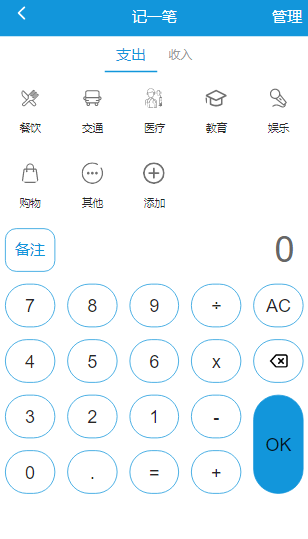 记一笔 管理
支出 收入
餐饮 交通 医疗 教育 娱乐
购物 其他 添加
备注 0
7 8 9 ÷ AC
4 5 6 x
3 2 1 -
OK
0 . = +